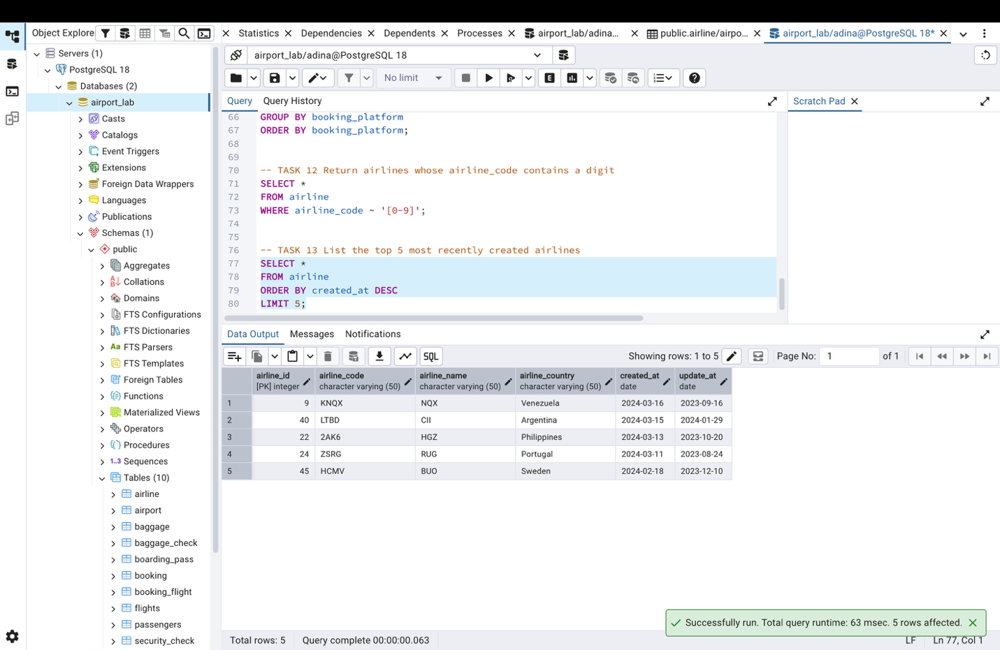 Object Explore
Statistics
Dependencies
Dependents
Processes
airport_lab/adina...
public.airline/airpo...
airport_lab/adina@PostgreSQL 18*
Servers (1)
PostgreSQL 18
Databases (2)
airport_lab
Casts
Catalogs
Event Triggers
Extensions
Foreign Data Wrappers
Languages
Publications
Schemas (1)
public
Aggregates
Collations
Domains
FTS Configurations
FTS Dictionaries
Aa FTS Parsers
FTS Templates
Foreign Tables
Functions
Materialized Views
Operators
Procedures
1..3 Sequences
Tables (10)
airline
airport
baggage
baggage_check
boarding_pass
booking
booking_flight
flights
passengers
security_check
airport_lab/adina@PostgreSQL 18
No limit
E
Query
Query History
Scratch Pad
66 GROUP BY booking_platform
67 ORDER BY booking_platform;
68
69
70 -- TASK 12 Return airlines whose airline_code contains a digit
71 SELECT *
72 FROM airline
73 WHERE airline_code ~ '[0-9]';
74
75
76 -- TASK 13 List the top 5 most recently created airlines
77 SELECT *
78 FROM airline
79 ORDER BY created_at DESC
80 LIMIT 5;
Data Output
Messages
Notifications
SQL
Showing rows: 1 to 5
Page No: 1 of 1
airline_id airline_code airline_name airline_country created_at update_at
[PK] integer character varying (50) character varying (50) character varying (50) date date
1 9 KNQX NQX Venezuela 2024-03-16 2023-09-16
2 40 LTBD CII Argentina 2024-03-15 2024-01-29
3 22 2AK6 HGZ Philippines 2024-03-13 2023-10-20
4 24 ZSRG RUG Portugal 2024-03-11 2023-08-24
5 45 HCMV BUO Sweden 2024-02-18 2023-12-10
Successfully run. Total query runtime: 63 msec. 5 rows affected.
Total rows: 5
Query complete 00:00:00.063
LF
Ln 77, Col 1